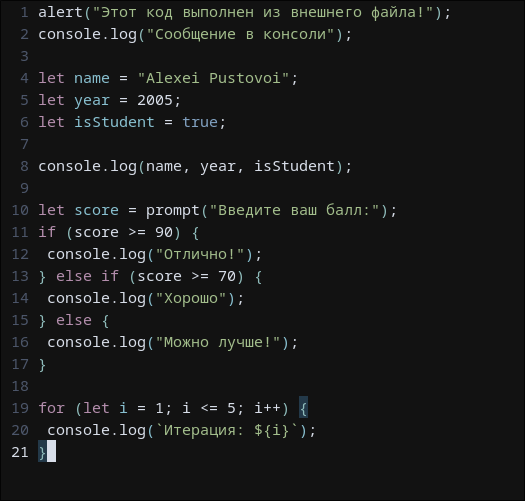 1 alert("Этот код выполнен из внешнего файла!");
2 console.log("Сообщение в консоли");
3
4 let name = "Alexei Pustovoi";
5 let year = 2005;
6 let isStudent = true;
7
8 console.log(name, year, isStudent);
9
10 let score = prompt("Введите ваш балл:");
11 if (score >= 90) {
12  console.log("Отлично!");
13 } else if (score >= 70) {
14  console.log("Хорошо");
15 } else {
16  console.log("Можно лучше!");
17 }
18
19 for (let i = 1; i <= 5; i++) {
20  console.log(`Итерация: ${i}`);
21 }